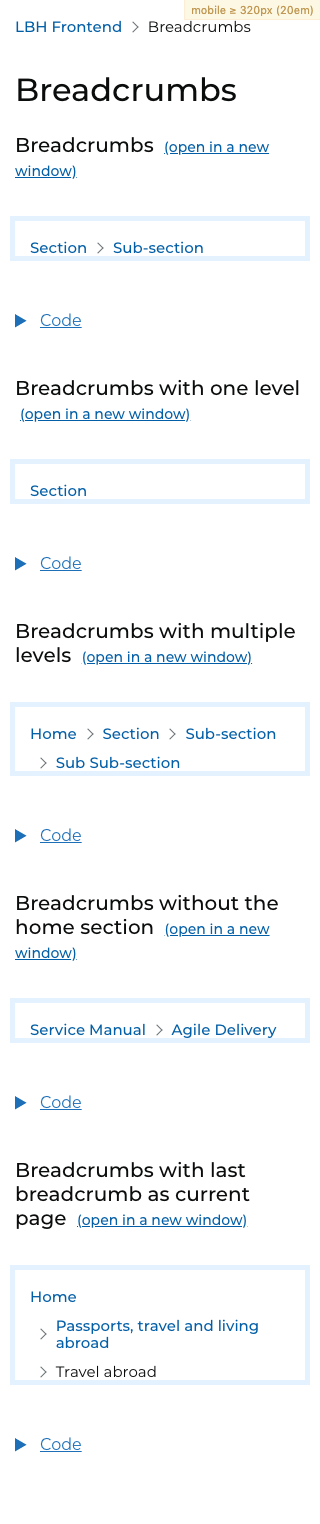 mobile ≥ 320px (20em)
LBH Frontend Breadcrumbs
Breadcrumbs
Breadcrumbs (open in a new
window)
Section Sub-section
Code
Breadcrumbs with one level
(open in a new window)
Section
Code
Breadcrumbs with multiple
levels (open in a new window)
Home Section Sub-section
Sub Sub-section
Code
Breadcrumbs without the
home section (open in a new
window)
Service Manual Agile Delivery
Code
Breadcrumbs with last
breadcrumb as current
page (open in a new window)
Home
Passports, travel and living
abroad
Travel abroad
Code